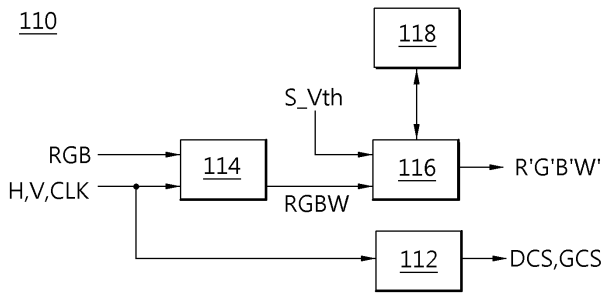 110
118
S_Vth
RGB
114
116
R'G'B'W'
H,V,CLK
RGBW
112
DCS,GCS